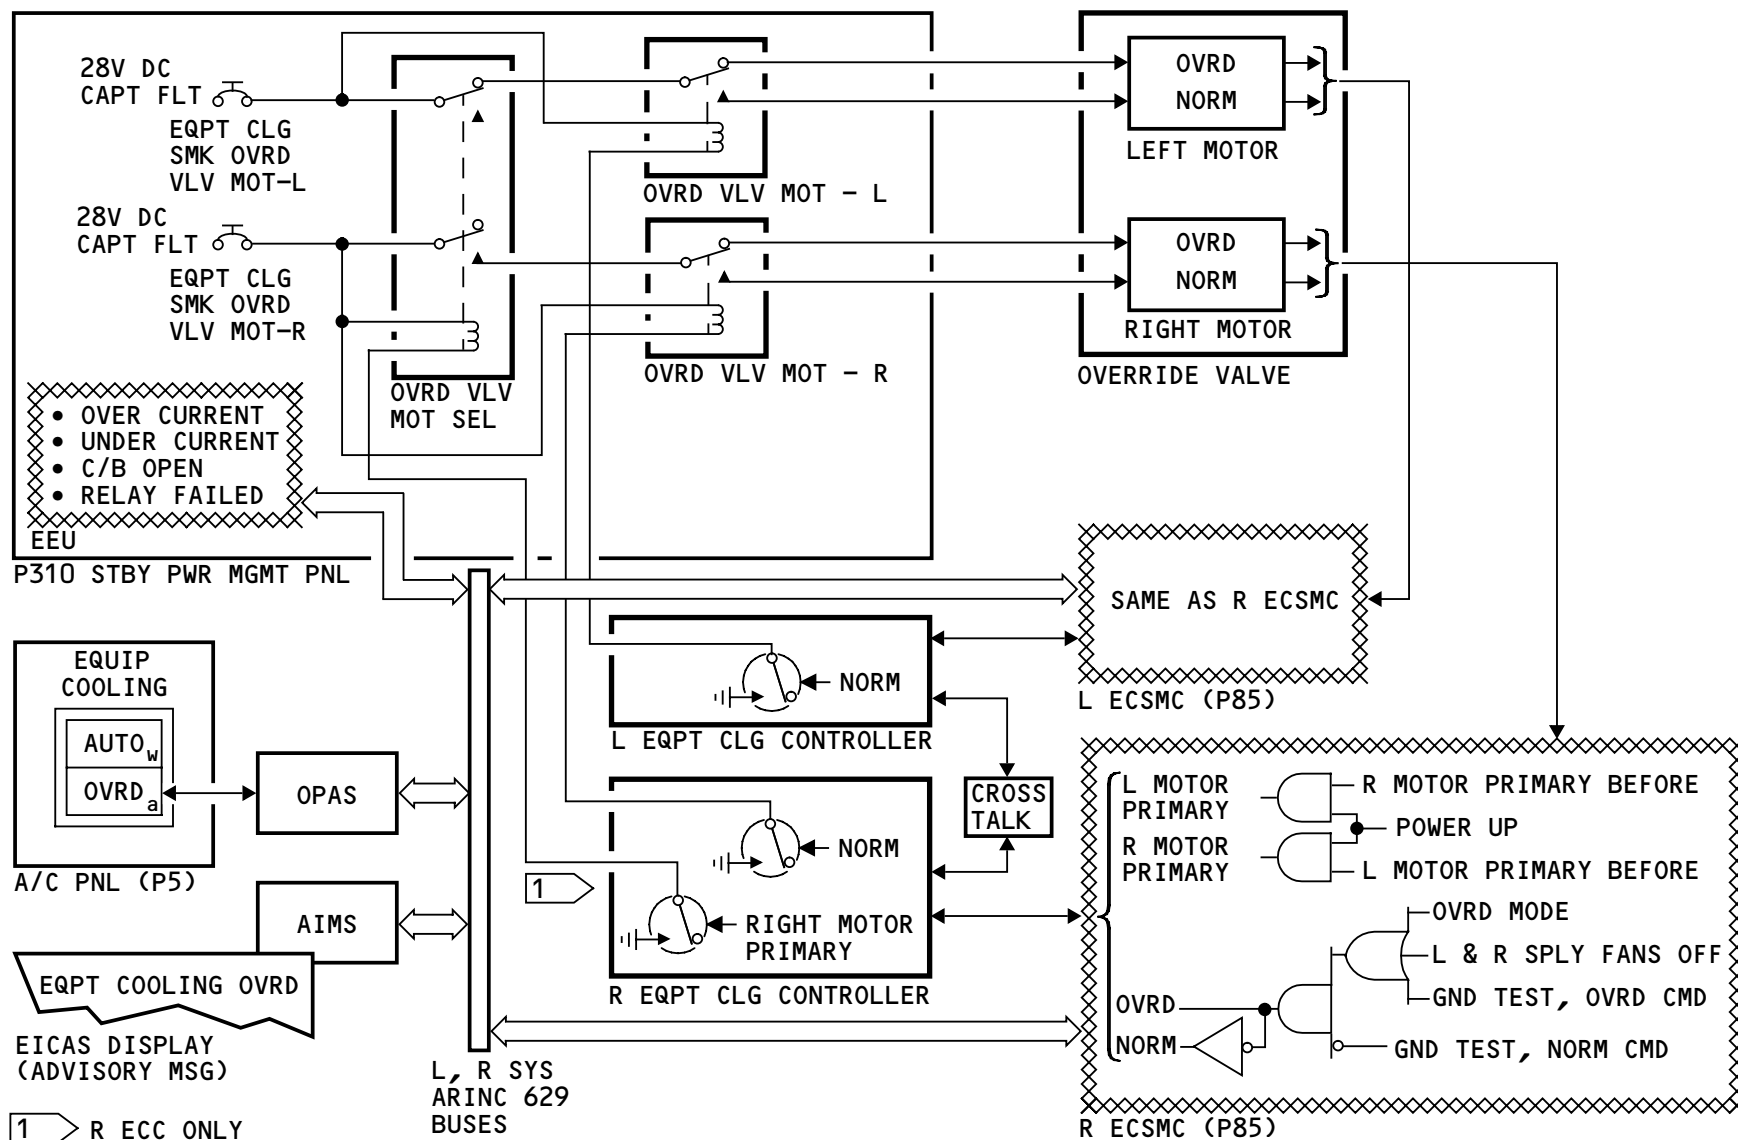 28V DC
CAPT FLT
EQPT CLG
SMK OVRD
VLV MOT-L
28V DC
CAPT FLT
EQPT CLG
SMK OVRD
VLV MOT-R
OVRD VLV
MOT SEL
OVRD VLV MOT - L
OVRD VLV MOT - R
OVRD
NORM
LEFT MOTOR
OVRD
NORM
RIGHT MOTOR
OVERRIDE VALVE
• OVER CURRENT
• UNDER CURRENT
• C/B OPEN
• RELAY FAILED
EEU
P310 STBY PWR MGMT PNL
SAME AS R ECSMC
L ECSMC (P85)
EQUIP
COOLING
AUTO w
OVRD a
A/C PNL (P5)
OPAS
AIMS
EQPT COOLING OVRD
EICAS DISPLAY
(ADVISORY MSG)
1 R ECC ONLY
L, R SYS
ARINC 629
BUSES
NORM
L EQPT CLG CONTROLLER
CROSS
TALK
NORM
1
RIGHT MOTOR
PRIMARY
R EQPT CLG CONTROLLER
L MOTOR
PRIMARY
R MOTOR PRIMARY BEFORE
POWER UP
R MOTOR
PRIMARY
L MOTOR PRIMARY BEFORE
OVRD MODE
L & R SPLY FANS OFF
GND TEST, OVRD CMD
OVRD
NORM
GND TEST, NORM CMD
R ECSMC (P85)